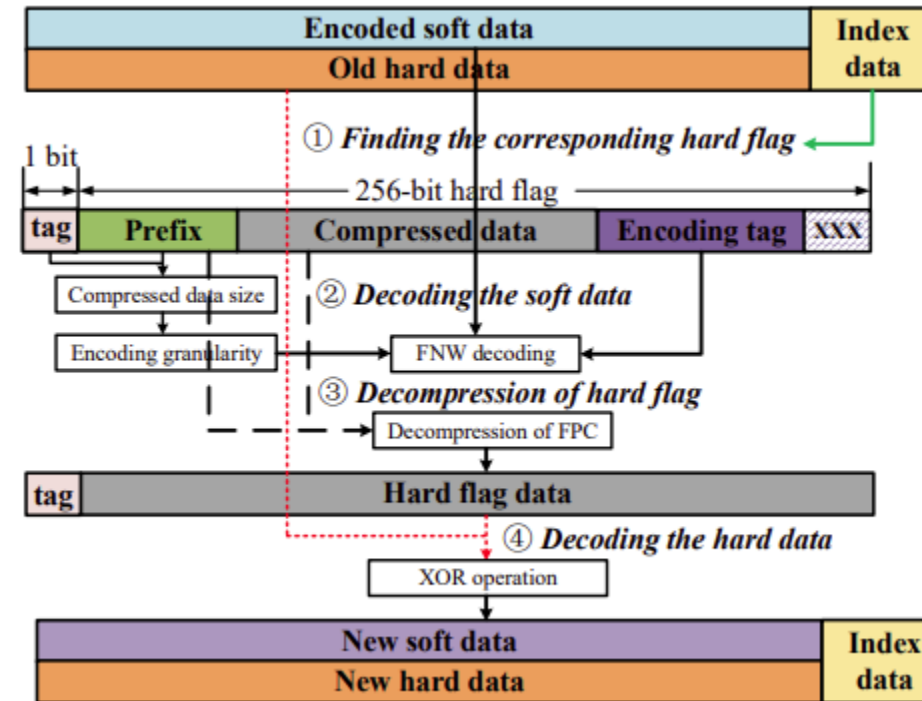 Encoded soft data
Index data
Old hard data
① Finding the corresponding hard flag
1 bit
256-bit hard flag
tag
Prefix
Compressed data
Encoding tag
XXX
Compressed data size
② Decoding the soft data
Encoding granularity
FNW decoding
③ Decompression of hard flag
Decompression of FPC
tag
Hard flag data
④ Decoding the hard data
XOR operation
New soft data
Index data
New hard data